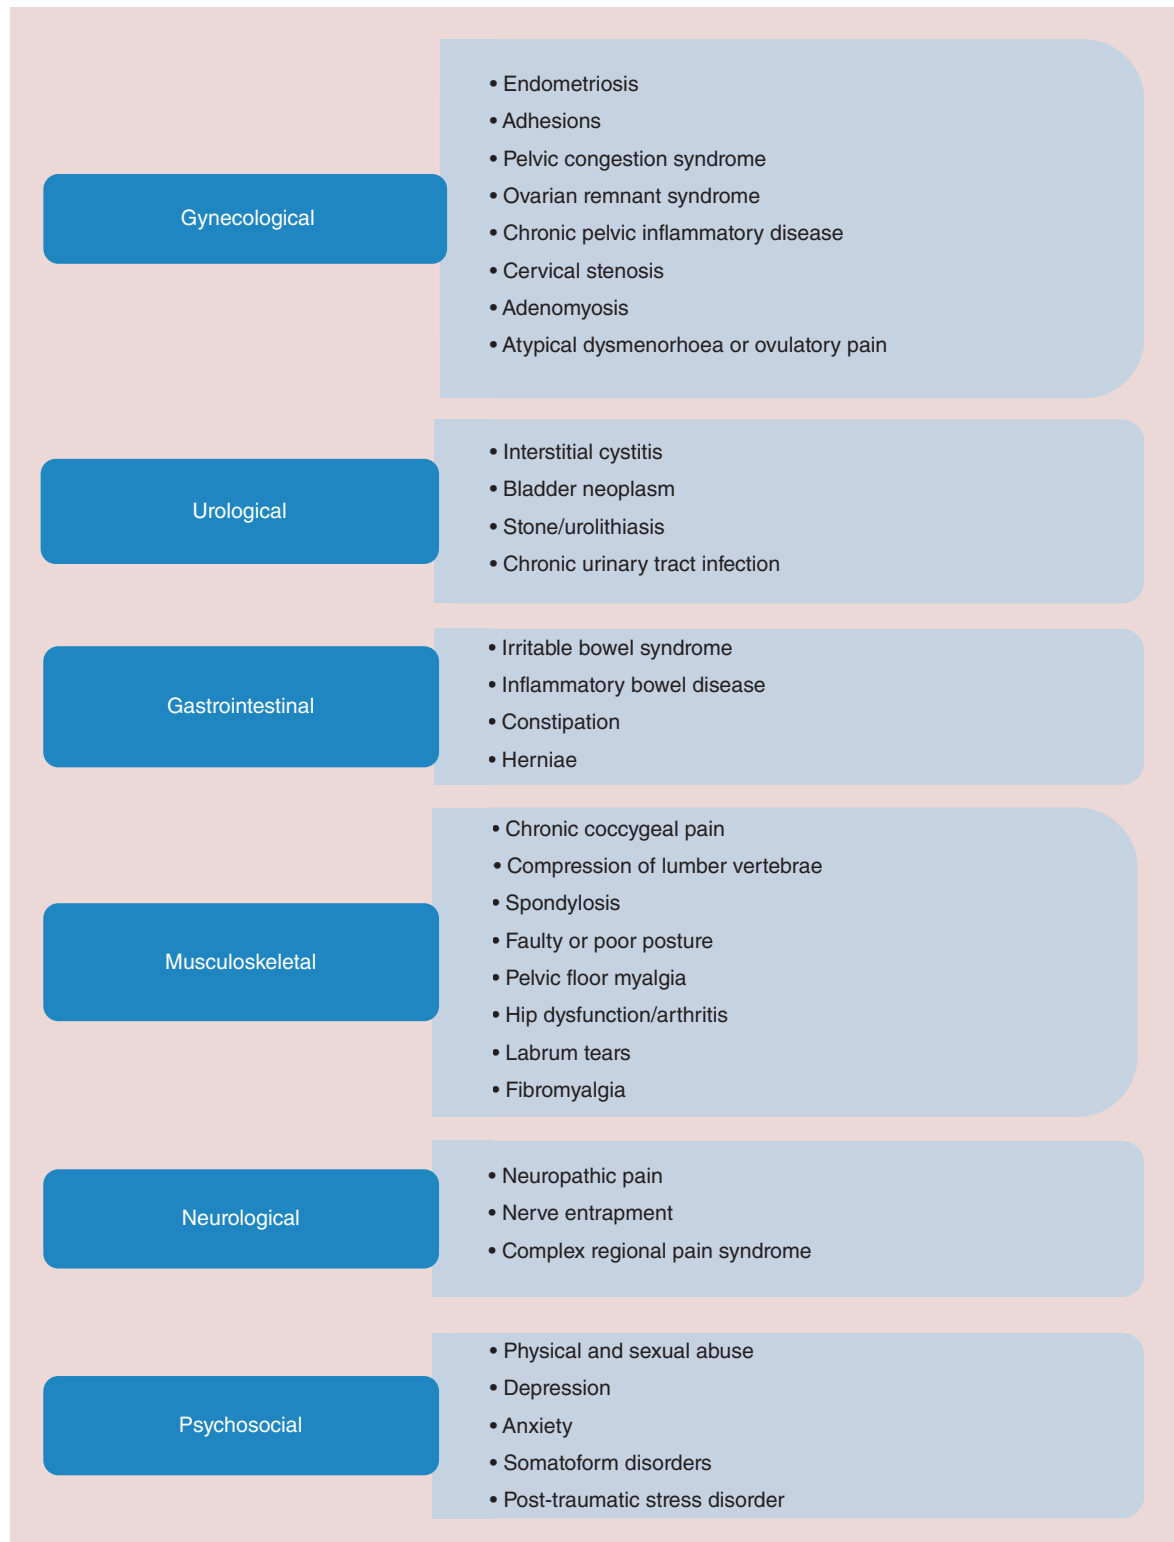 Gynecological
• Endometriosis
• Adhesions
• Pelvic congestion syndrome
• Ovarian remnant syndrome
• Chronic pelvic inflammatory disease
• Cervical stenosis
• Adenomyosis
• Atypical dysmenorhoea or ovulatory pain
Urological
• Interstitial cystitis
• Bladder neoplasm
• Stone/urolithiasis
• Chronic urinary tract infection
Gastrointestinal
• Irritable bowel syndrome
• Inflammatory bowel disease
• Constipation
• Herniae
Musculoskeletal
• Chronic coccygeal pain
• Compression of lumber vertebrae
• Spondylosis
• Faulty or poor posture
• Pelvic floor myalgia
• Hip dysfunction/arthritis
• Labrum tears
• Fibromyalgia
Neurological
• Neuropathic pain
• Nerve entrapment
• Complex regional pain syndrome
Psychosocial
• Physical and sexual abuse
• Depression
• Anxiety
• Somatoform disorders
• Post-traumatic stress disorder